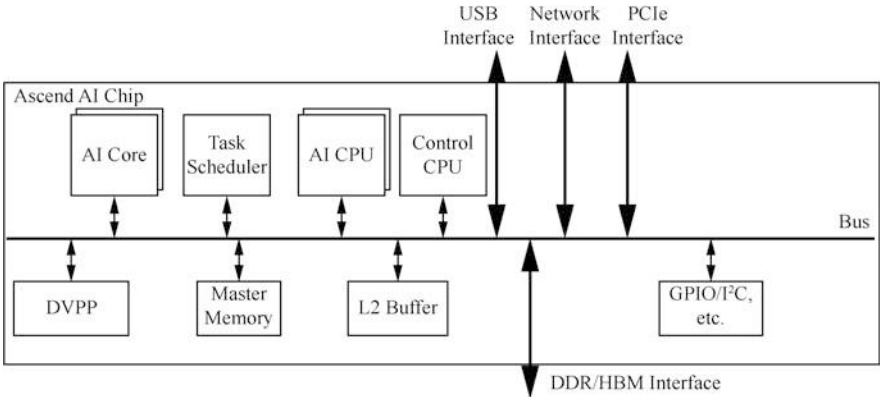 USB
Interface
Network
Interface
PCIe
Interface
Ascend AI Chip
AI Core
Task
Scheduler
AI CPU
Control
CPU
Bus
DVPP
Master
Memory
L2 Buffer
GPIO/I²C,
etc.
DDR/HBM Interface